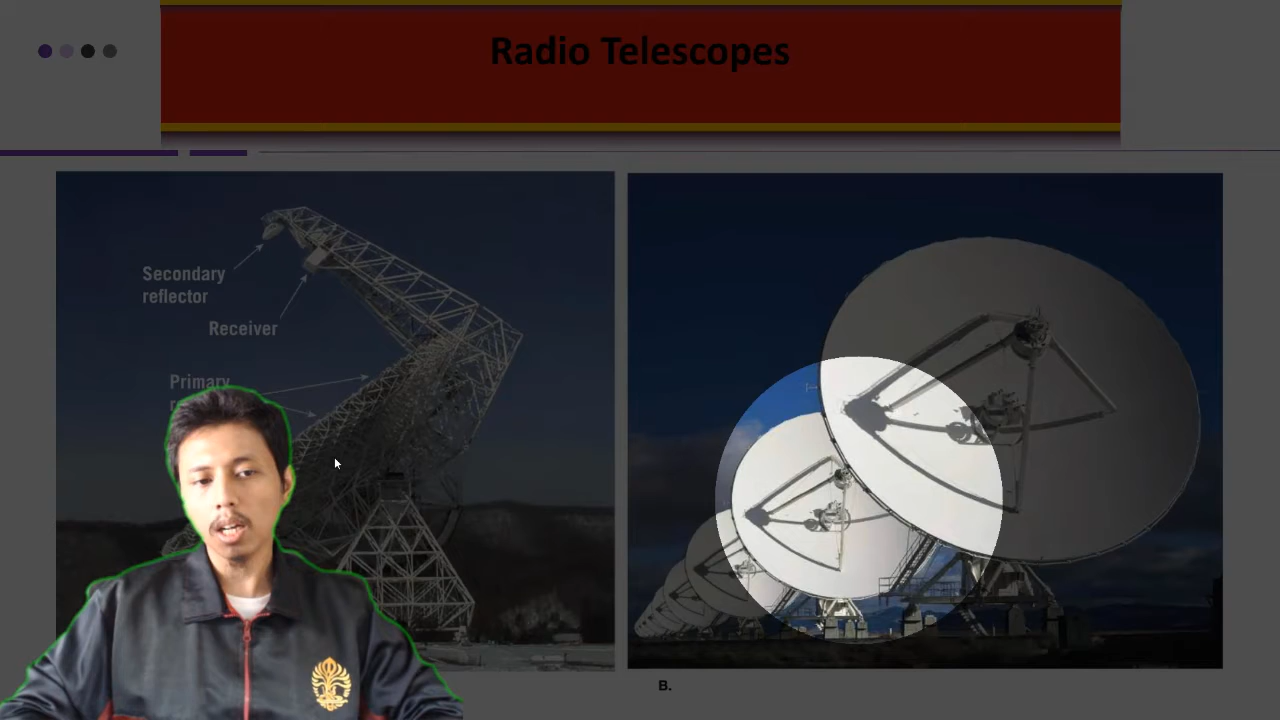 Radio Telescopes
Secondary
reflector
Receiver
Primary
B.